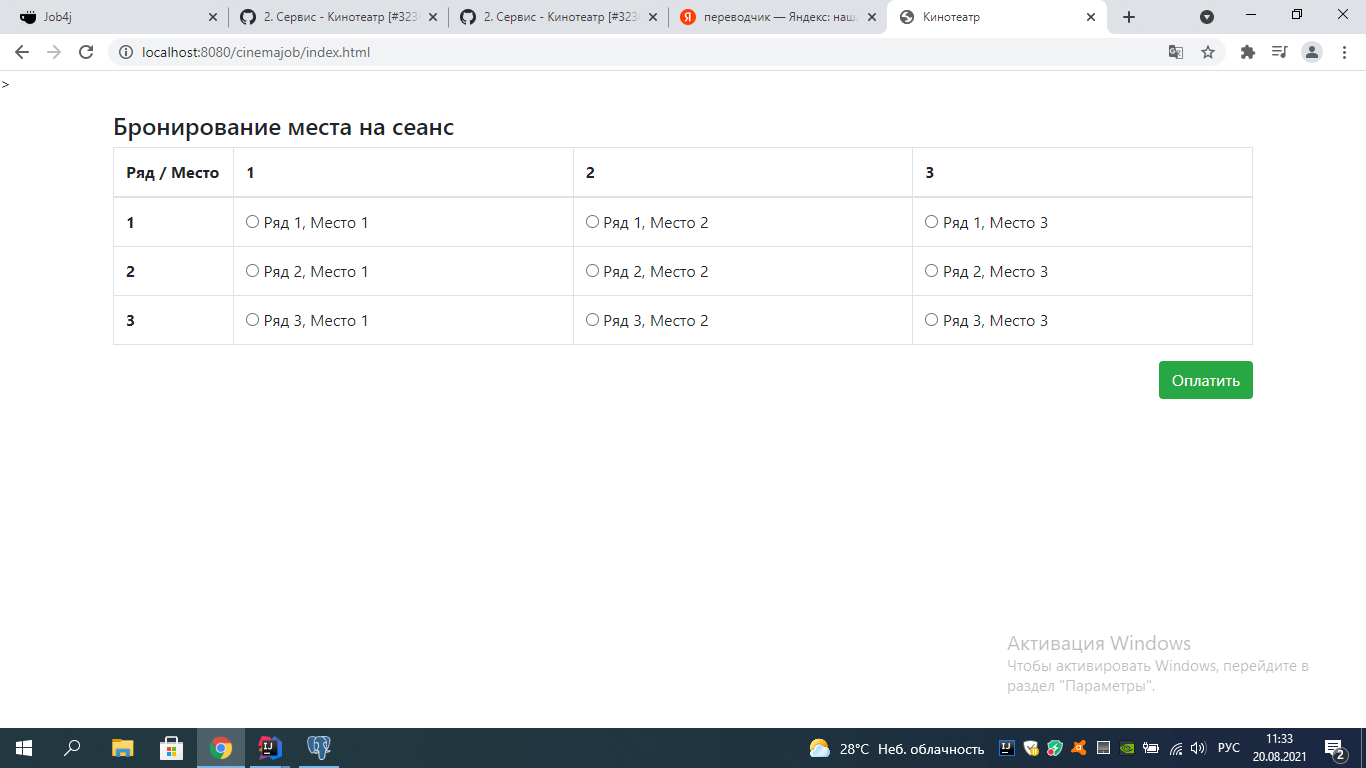 Job4j
2. Сервис - Кинотеатр [#323
2. Сервис - Кинотеатр [#323
переводчик — Яндекс: наш
Кинотеатр
localhost:8080/cinemajob/index.html
>
Бронирование места на сеанс
Ряд / Место 1 2 3
1 Ряд 1, Место 1 Ряд 1, Место 2 Ряд 1, Место 3
2 Ряд 2, Место 1 Ряд 2, Место 2 Ряд 2, Место 3
3 Ряд 3, Место 1 Ряд 3, Место 2 Ряд 3, Место 3
Оплатить
Активация Windows
Чтобы активировать Windows, перейдите в
раздел "Параметры".
28°C Неб. облачность
РУС
11:33
20.08.2021
2